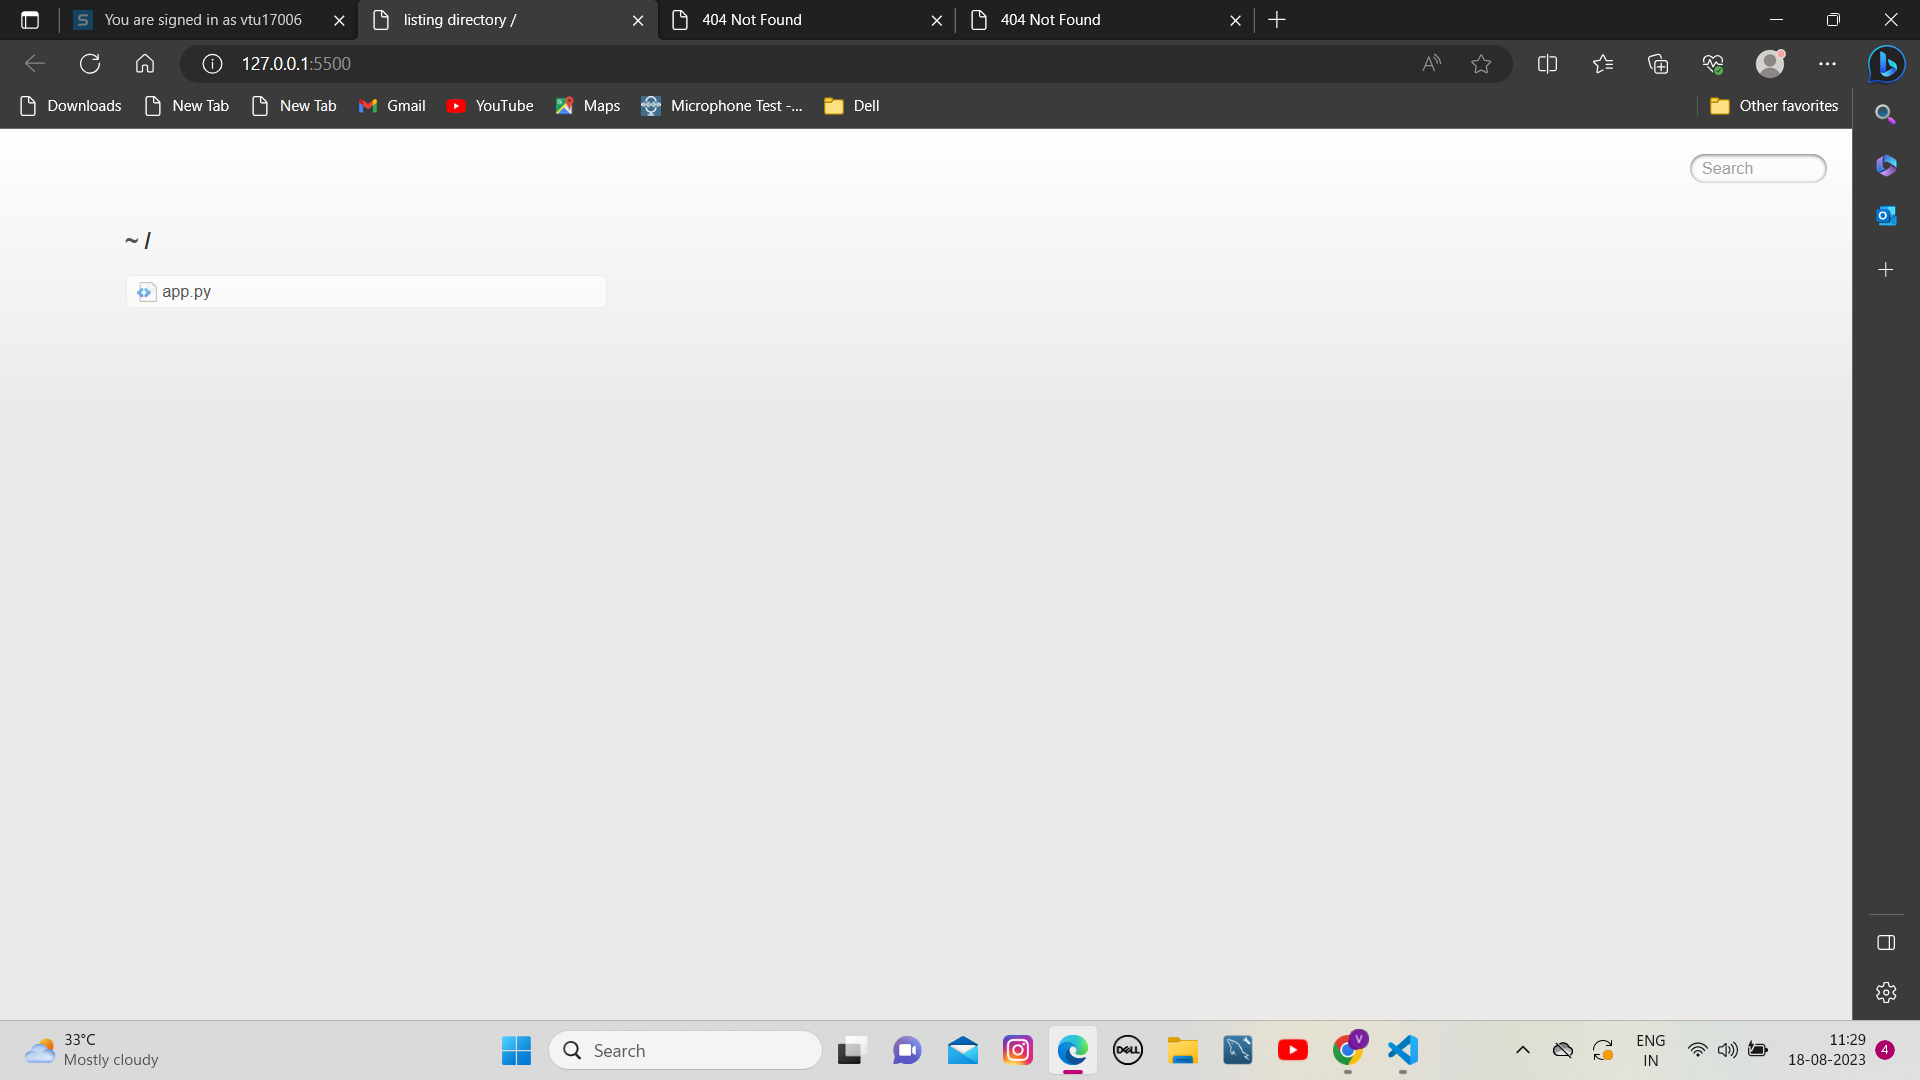 You are signed in as vtu17006
listing directory /
404 Not Found
404 Not Found
127.0.0.1:5500
Downloads
New Tab
New Tab
Gmail
YouTube
Maps
Microphone Test -...
Dell
Other favorites
Search
~ /
app.py
33°C
Mostly cloudy
Search
DELL
V
ENG
IN
11:29
18-08-2023
4